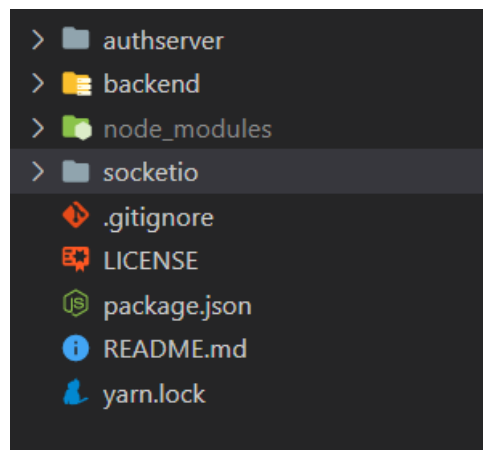 authserver
backend
node_modules
socketio
.gitignore
LICENSE
package.json
README.md
yarn.lock